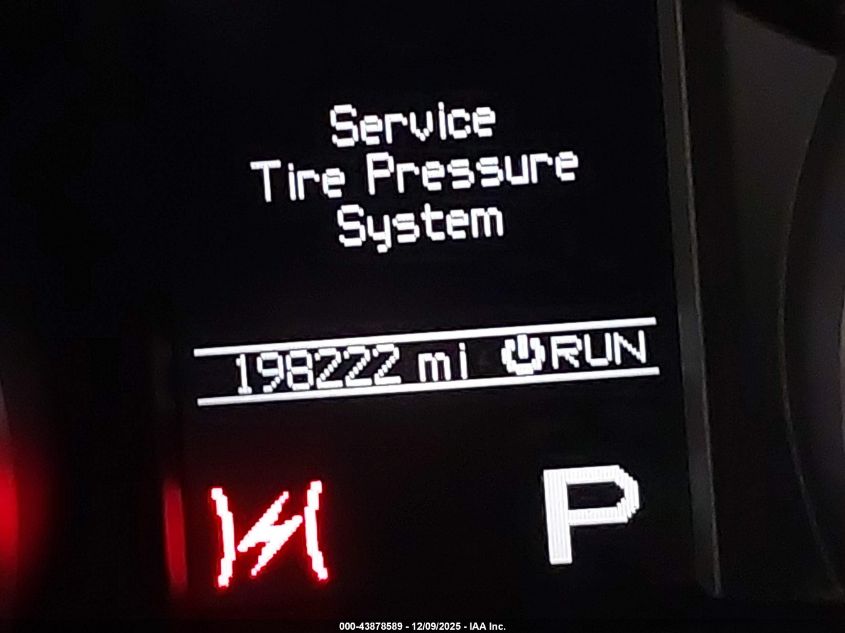 Service
Tire Pressure
System
198222 mi RUN
P
000-43878589 - 12/09/2025 - IAA Inc.